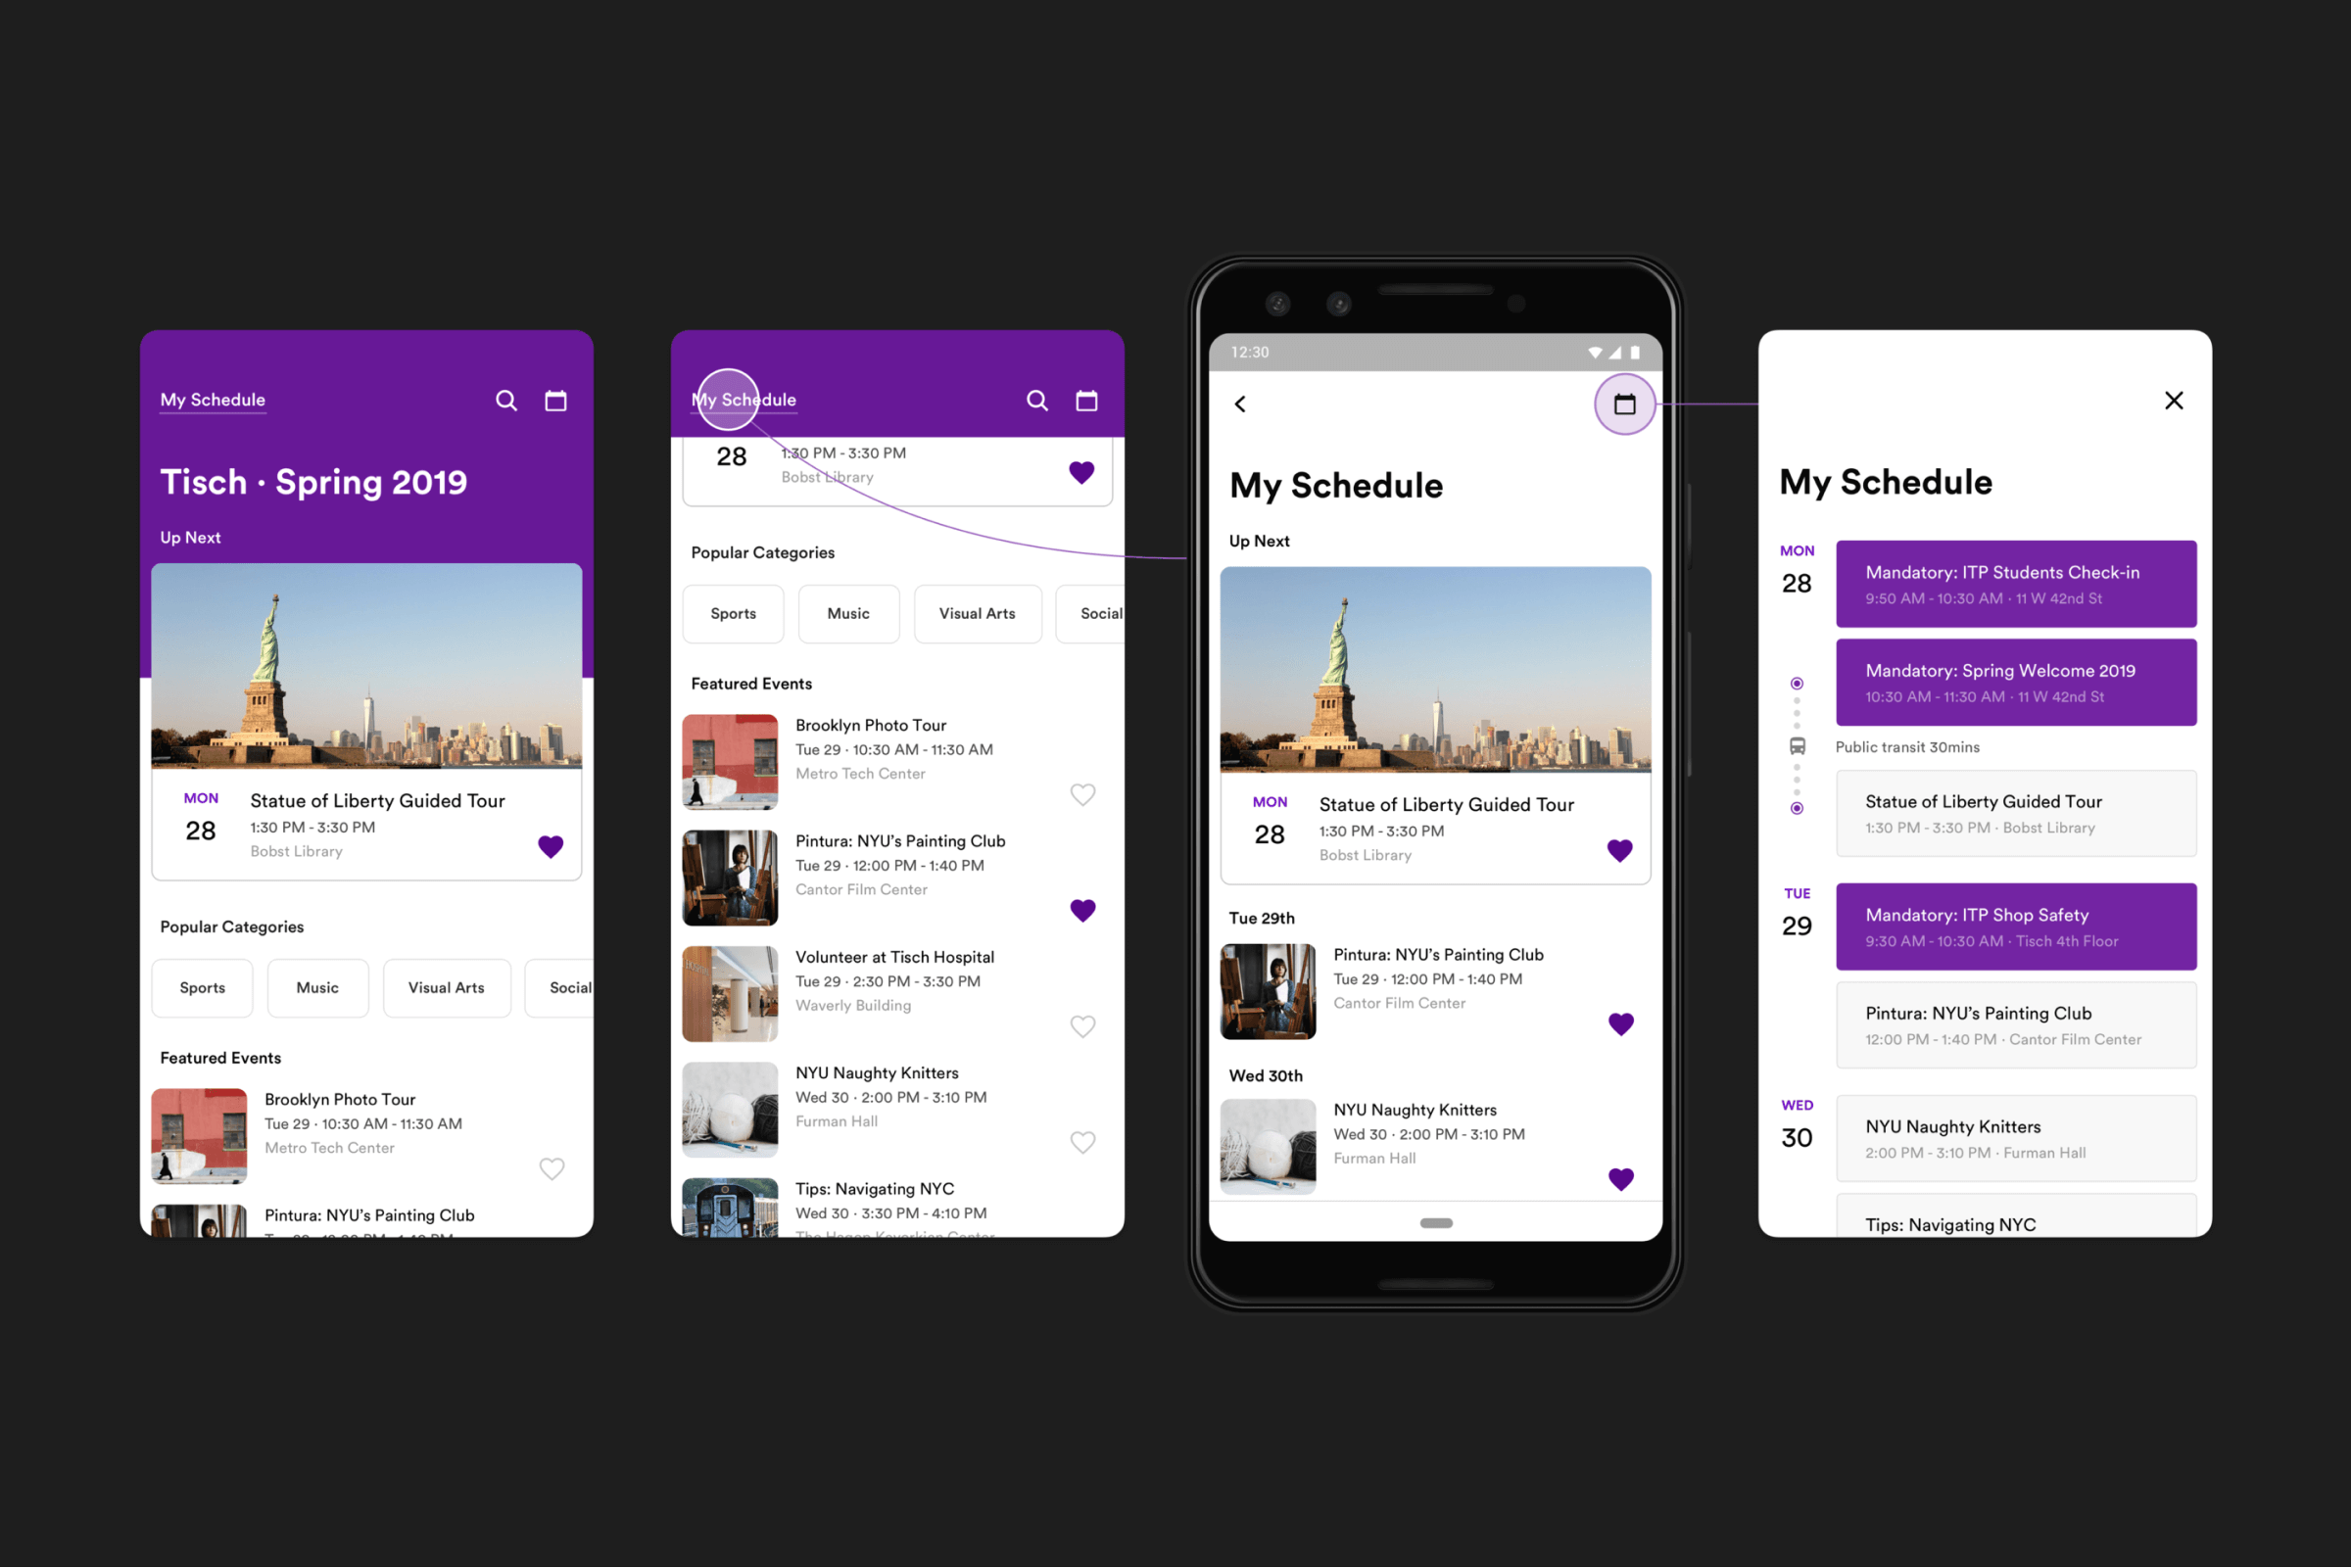 My Schedule
Tisch · Spring 2019
Up Next
MON
28
Statue of Liberty Guided Tour
1:30 PM - 3:30 PM
Bobst Library
Popular Categories
Sports
Music
Visual Arts
Social
Featured Events
Brooklyn Photo Tour
Tue 29 · 10:30 AM - 11:30 AM
Metro Tech Center
Pintura: NYU's Painting Club
My Schedule
28
1:30 PM - 3:30 PM
Bobst Library
Popular Categories
Sports
Music
Visual Arts
Social
Featured Events
Brooklyn Photo Tour
Tue 29 · 10:30 AM - 11:30 AM
Metro Tech Center
Pintura: NYU's Painting Club
Tue 29 · 12:00 PM - 1:40 PM
Cantor Film Center
Volunteer at Tisch Hospital
Tue 29 · 2:30 PM - 3:30 PM
Waverly Building
NYU Naughty Knitters
Wed 30 · 2:00 PM - 3:10 PM
Furman Hall
Tips: Navigating NYC
Wed 30 · 3:30 PM - 4:10 PM
12:30
My Schedule
Up Next
MON
28
Statue of Liberty Guided Tour
1:30 PM - 3:30 PM
Bobst Library
Tue 29th
Pintura: NYU's Painting Club
Tue 29 · 12:00 PM - 1:40 PM
Cantor Film Center
Wed 30th
NYU Naughty Knitters
Wed 30 · 2:00 PM - 3:10 PM
Furman Hall
My Schedule
MON
28
Mandatory: ITP Students Check-in
9:50 AM - 10:30 AM · 11 W 42nd St
Mandatory: Spring Welcome 2019
10:30 AM - 11:30 AM · 11 W 42nd St
Public transit 30mins
Statue of Liberty Guided Tour
1:30 PM - 3:30 PM · Bobst Library
TUE
29
Mandatory: ITP Shop Safety
9:30 AM - 10:30 AM · Tisch 4th Floor
Pintura: NYU's Painting Club
12:00 PM - 1:40 PM · Cantor Film Center
WED
30
NYU Naughty Knitters
2:00 PM - 3:10 PM · Furman Hall
Tips: Navigating NYC